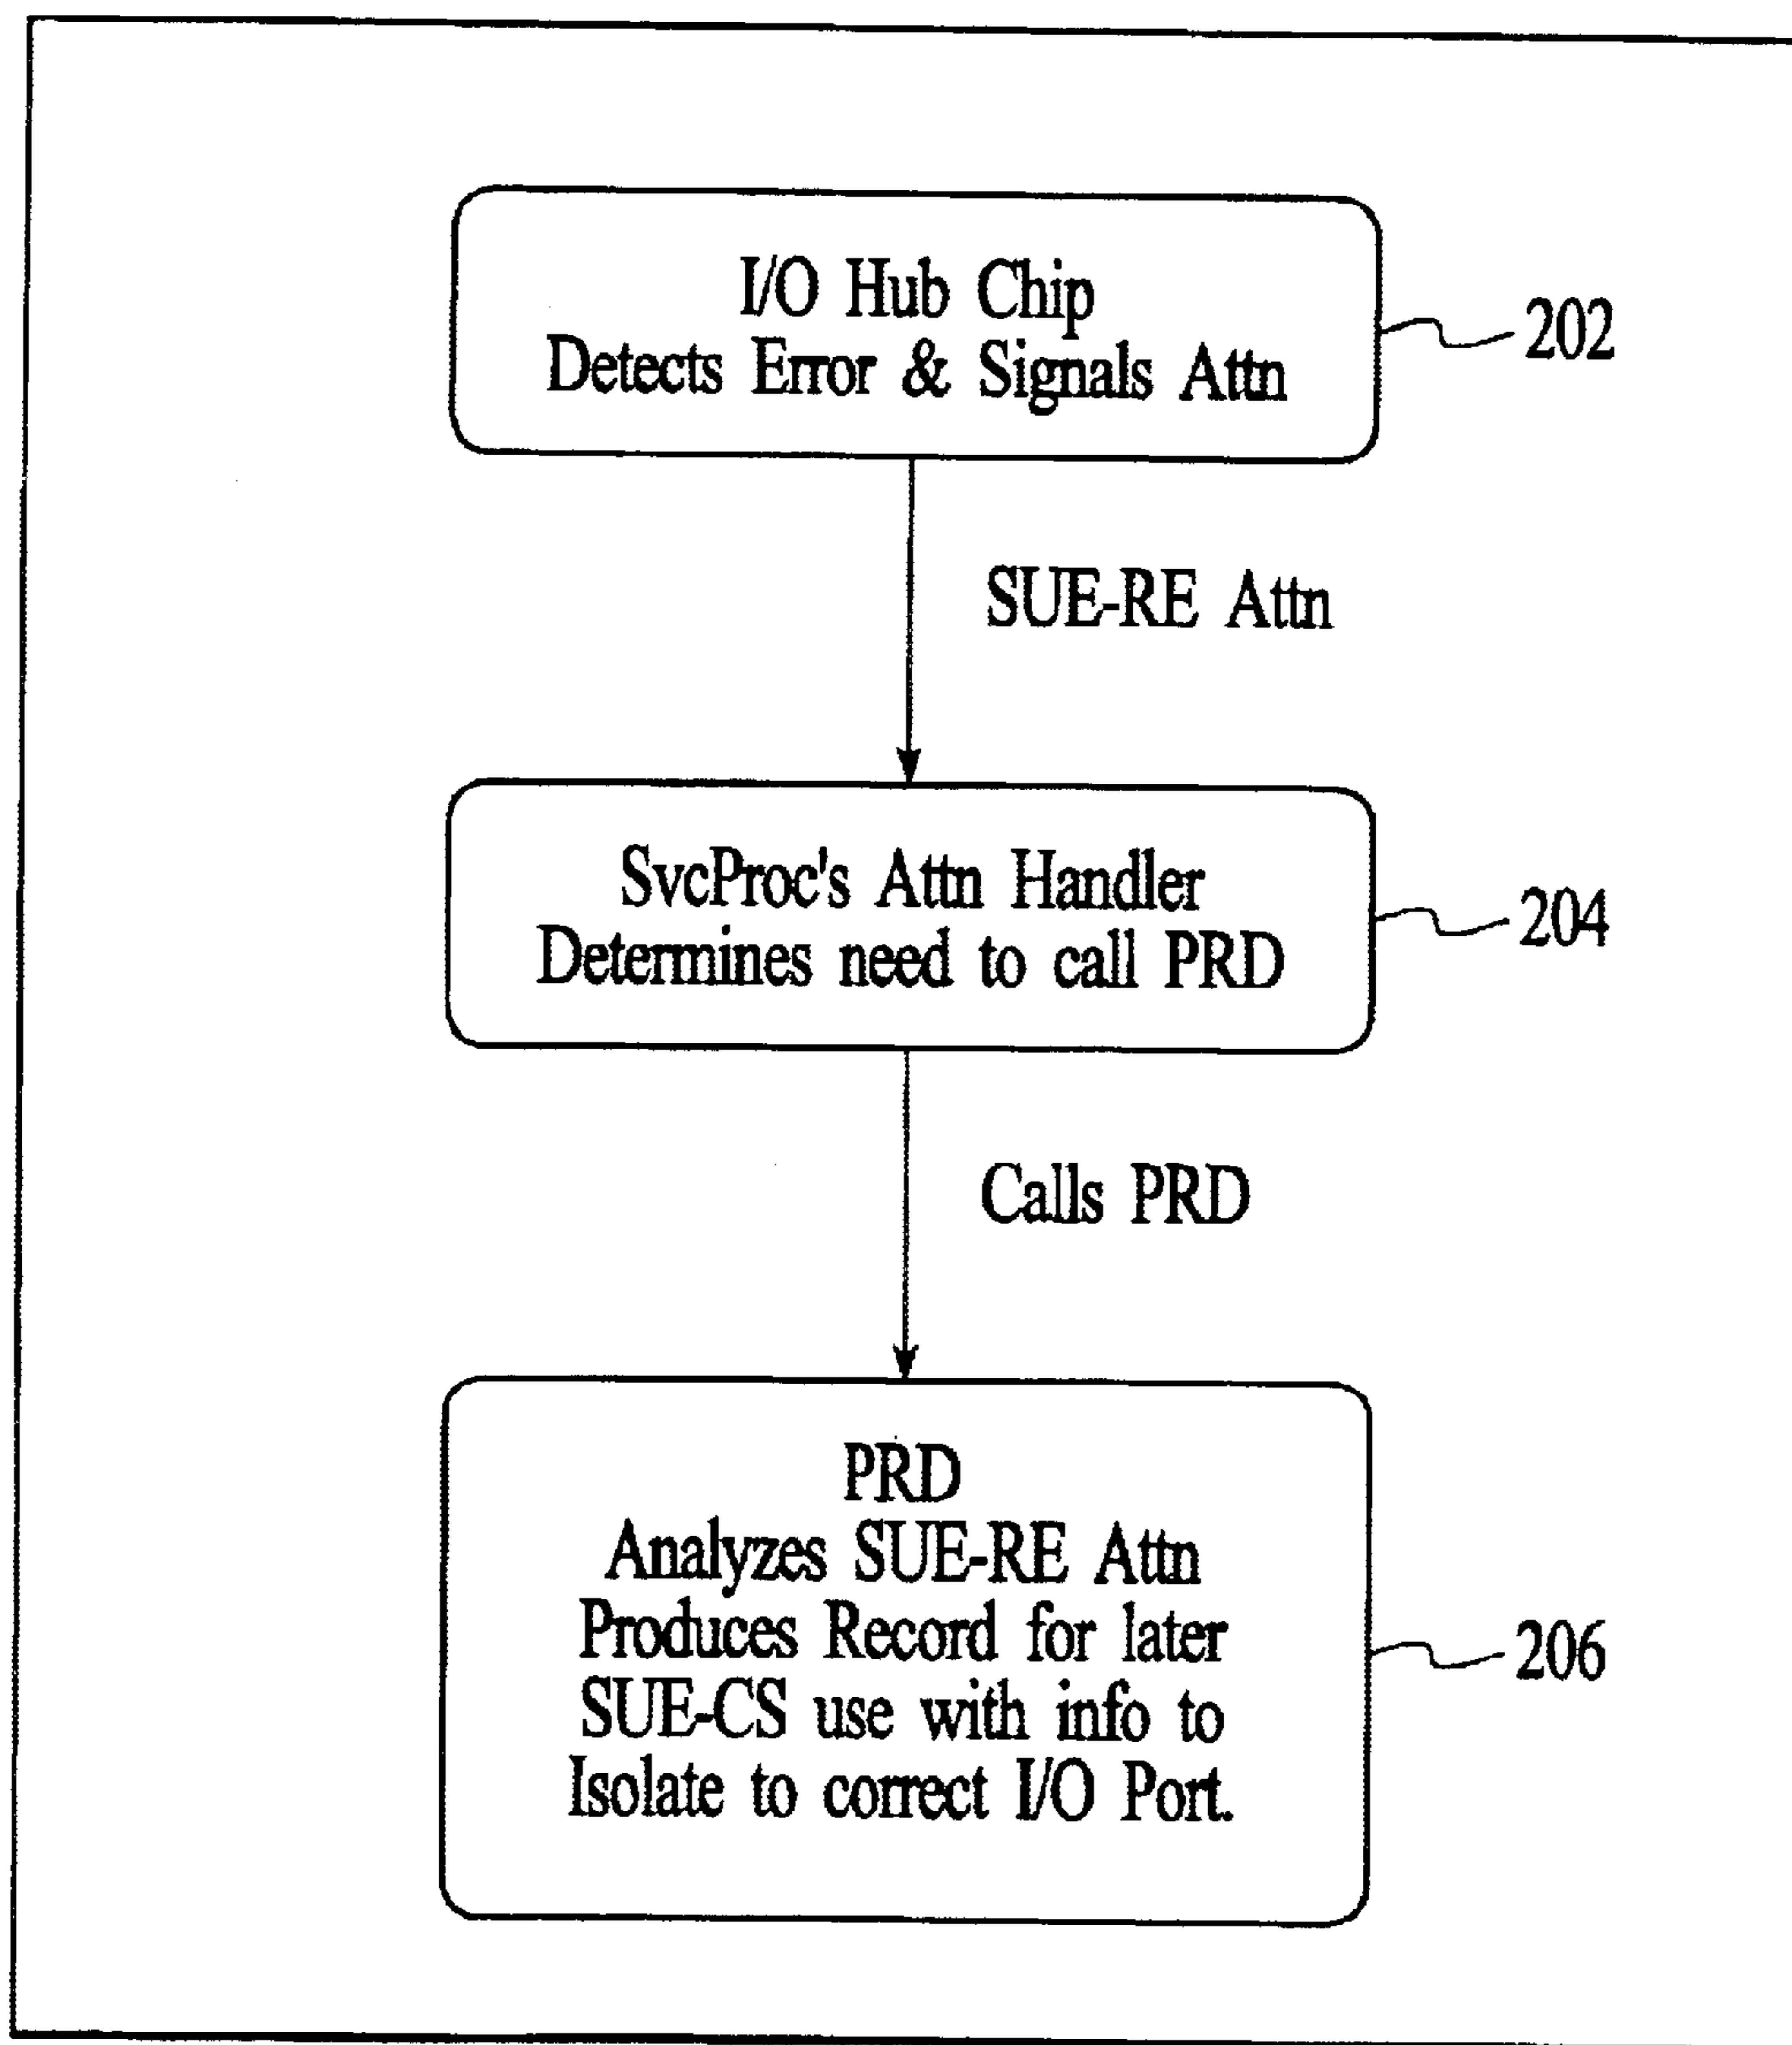 I/O Hub Chip
Detects Error & Signals Attn
202
SUE-RE Attn
SvcProc's Attn Handler
Determines need to call PRD
204
Calls PRD
PRD
Analyzes SUE-RE Attn
Produces Record for later
SUE-CS use with info to
Isolate to correct I/O Port.
206